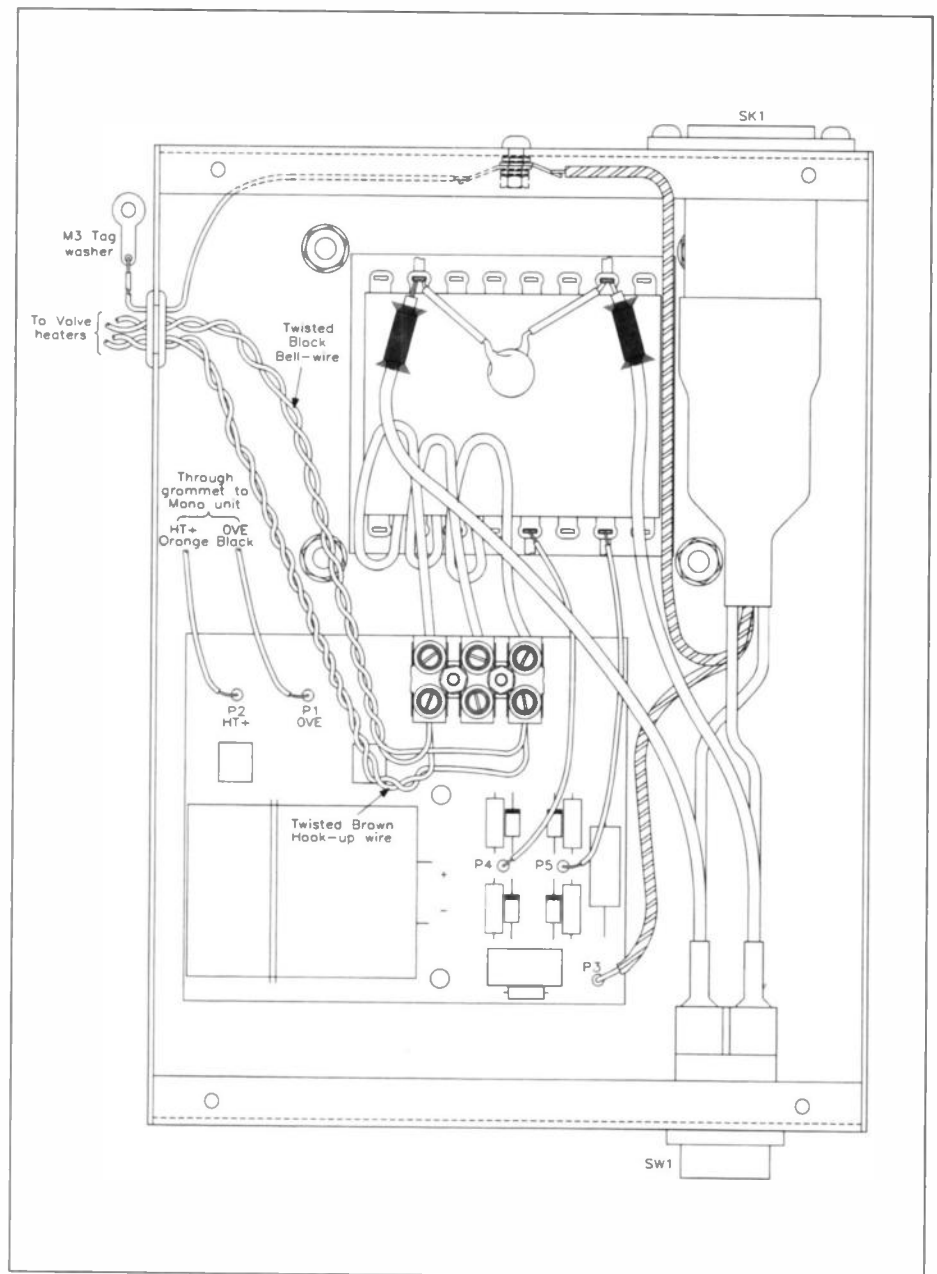 SK1
M3 Tag
washer
To Valve
heaters
Twisted
Black
Bell-wire
Through
grommet to
Mono unit
HT+ OVE
Orange Black
P2
HT+
P1
OVE
Twisted Brown
Hook-up wire
P4
P5
+
-
P3
SW1